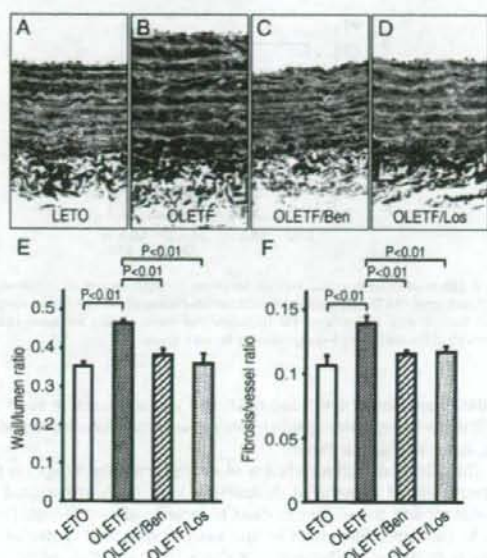 A
B
C
D
LETO
OLETF
OLETF/Ben
OLETF/Los
E
P<0.01
P<0.01
P<0.01
Wall/lumen ratio
0.5
0.4
0.3
0.2
0.1
0
LETO
OLETF
OLETF/Ben
OLETF/Los
F
P<0.01
P<0.01
P<0.01
Fibrosis/vessel ratio
0.15
0.1
0.05
0
LETO
OLETF
OLETF/Ben
OLETF/Los